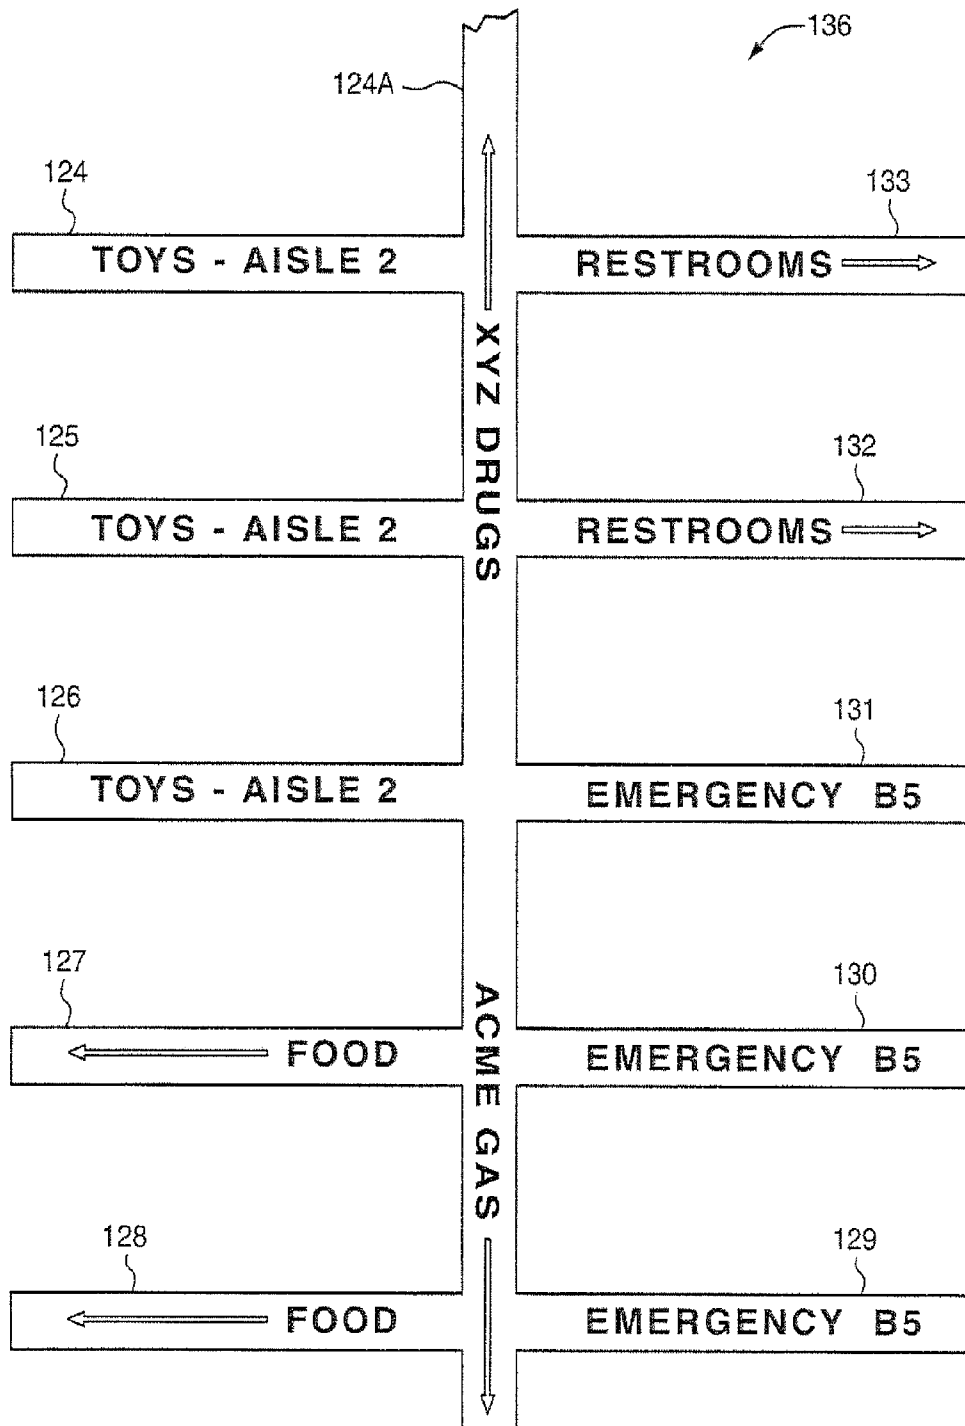 136
124A
124
133
TOYS - AISLE 2
RESTROOMS
XYZ DRUGS
125
132
TOYS - AISLE 2
RESTROOMS
126
131
TOYS - AISLE 2
EMERGENCY B5
127
130
ACME GAS
FOOD
EMERGENCY B5
128
129
FOOD
EMERGENCY B5